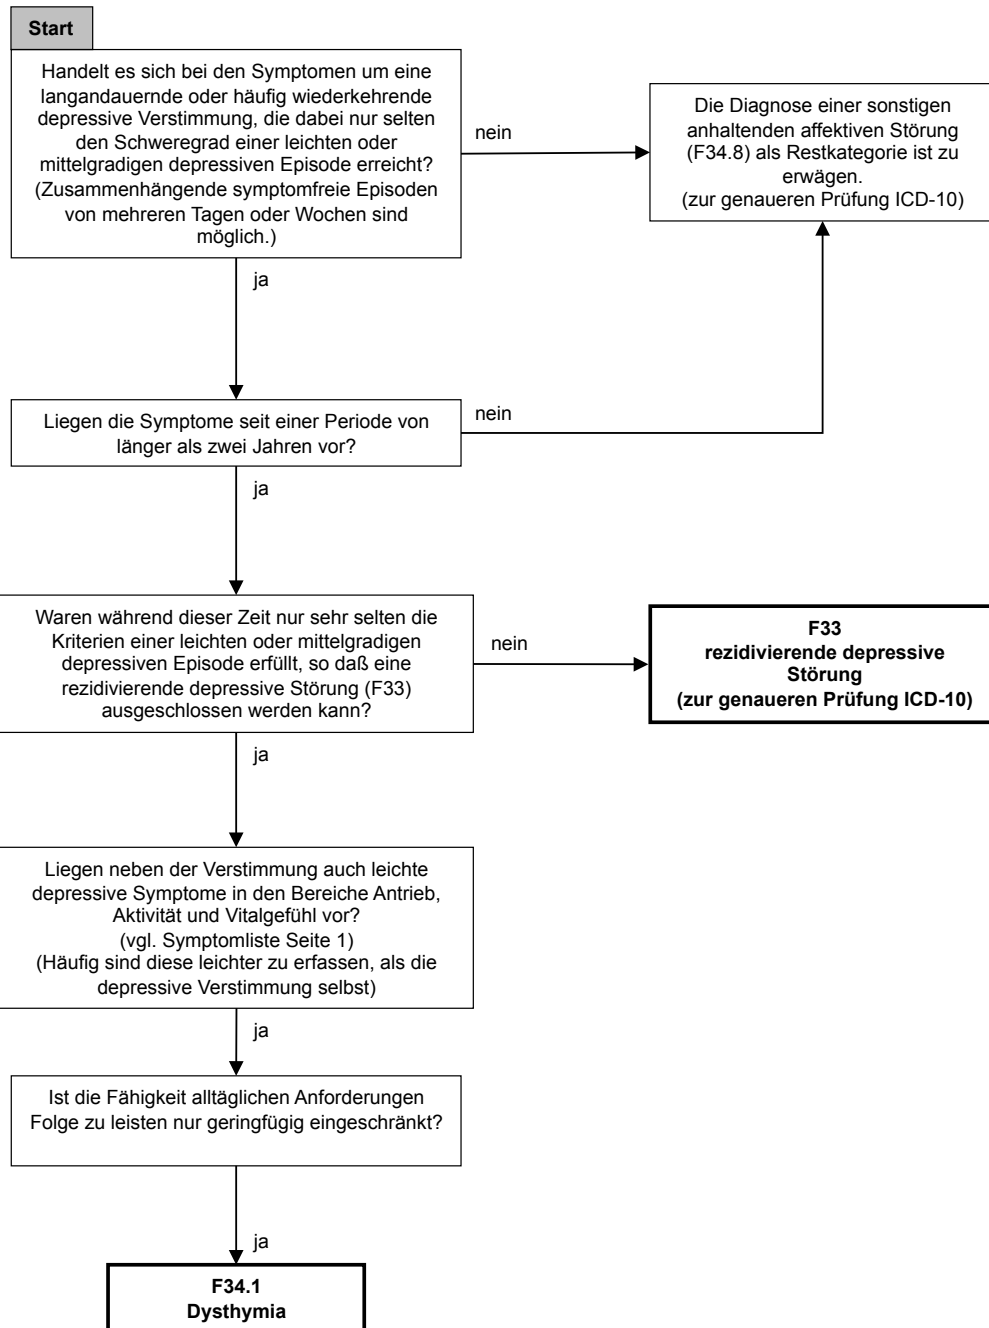 Start
Handelt es sich bei den Symptomen um eine
langandauernde oder häufig wiederkehrende
depressive Verstimmung, die dabei nur selten
den Schweregrad einer leichten oder
mittelgradigen depressiven Episode erreicht?
(Zusammenhängende symptomfreie Episoden
von mehreren Tagen oder Wochen sind
möglich.)
nein
Die Diagnose einer sonstigen
anhaltenden affektiven Störung
(F34.8) als Restkategorie ist zu
erwägen.
(zur genaueren Prüfung ICD-10)
ja
Liegen die Symptome seit einer Periode von
länger als zwei Jahren vor?
nein
ja
Waren während dieser Zeit nur sehr selten die
Kriterien einer leichten oder mittelgradigen
depressiven Episode erfüllt, so daß eine
rezidivierende depressive Störung (F33)
ausgeschlossen werden kann?
nein
F33
rezidivierende depressive
Störung
(zur genaueren Prüfung ICD-10)
ja
Liegen neben der Verstimmung auch leichte
depressive Symptome in den Bereiche Antrieb,
Aktivität und Vitalgefühl vor?
(vgl. Symptomliste Seite 1)
(Häufig sind diese leichter zu erfassen, als die
depressive Verstimmung selbst)
ja
Ist die Fähigkeit alltäglichen Anforderungen
Folge zu leisten nur geringfügig eingeschränkt?
ja
F34.1
Dysthymia